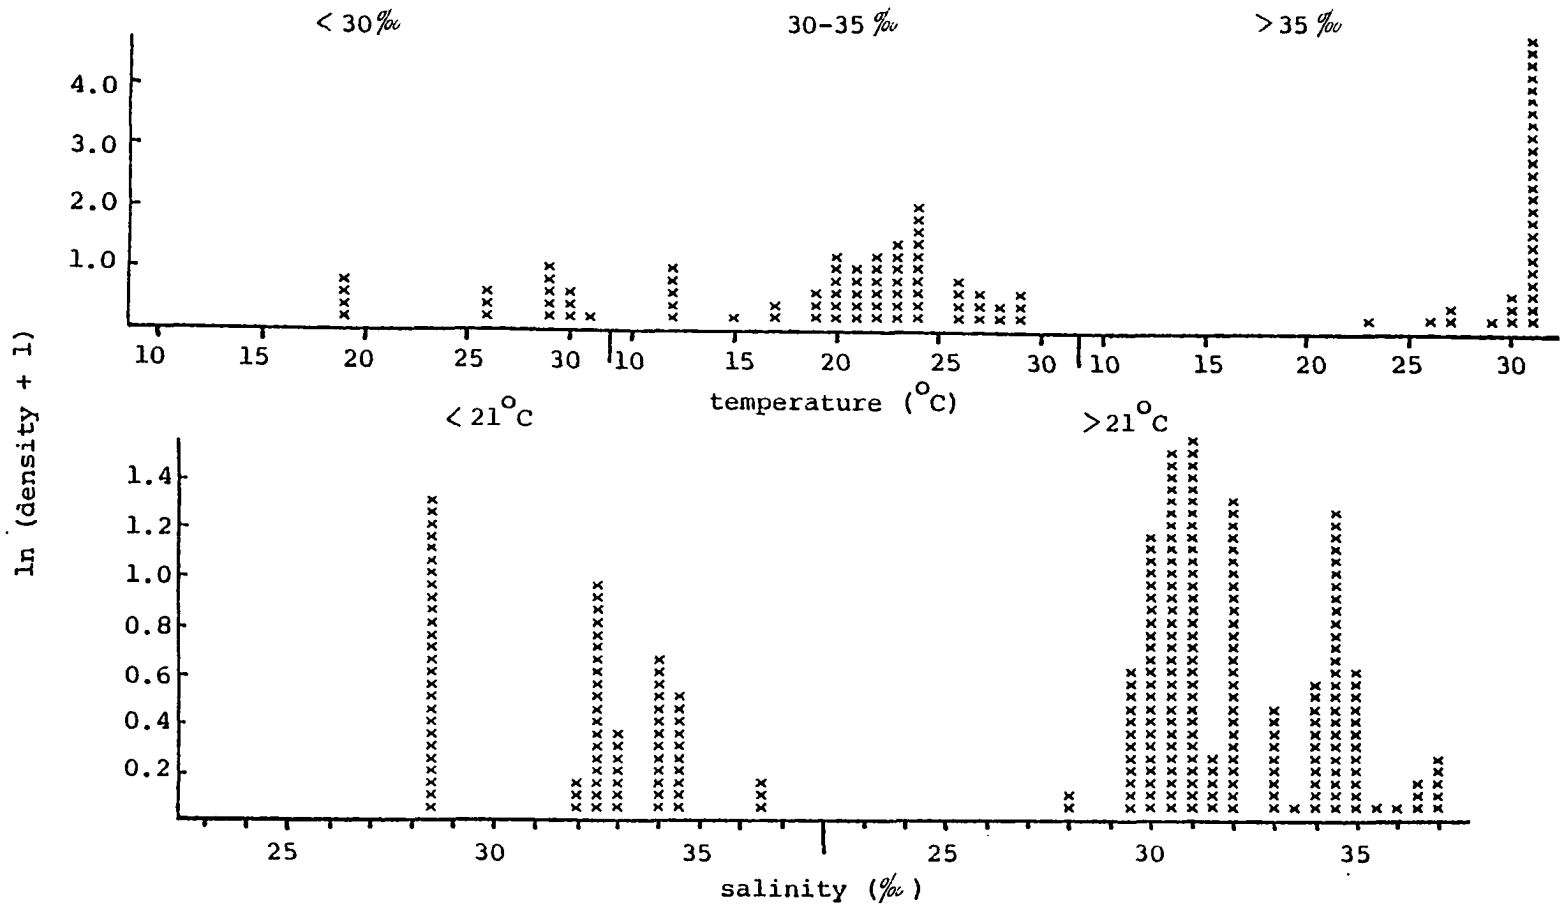 < 30‰ 30-35 ‰ >35 ‰
4.0
3.0
2.0
1.0
10 15 20 25 30 10 15 20 25 30 10 15 20 25 30
temperature (°C)
< 21°C >21°C
ln (density + 1)
1.4
1.2
1.0
0.8
0.6
0.4
0.2
25 30 35 25 30 35
salinity (‰)